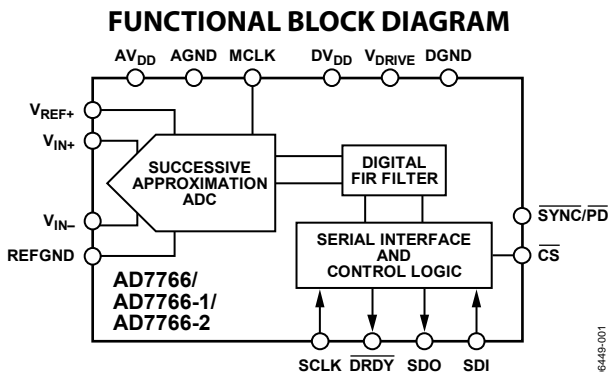 FUNCTIONAL BLOCK DIAGRAM
AVDD AGND MCLK DVDD VDRIVE DGND
VREF+
VIN+
VIN–
REFGND
SUCCESSIVE
APPROXIMATION
ADC
DIGITAL
FIR FILTER
SERIAL INTERFACE
AND
CONTROL LOGIC
SYNC/PD
CS
AD7766/
AD7766-1/
AD7766-2
SCLK DRDY SDO SDI
6449-001